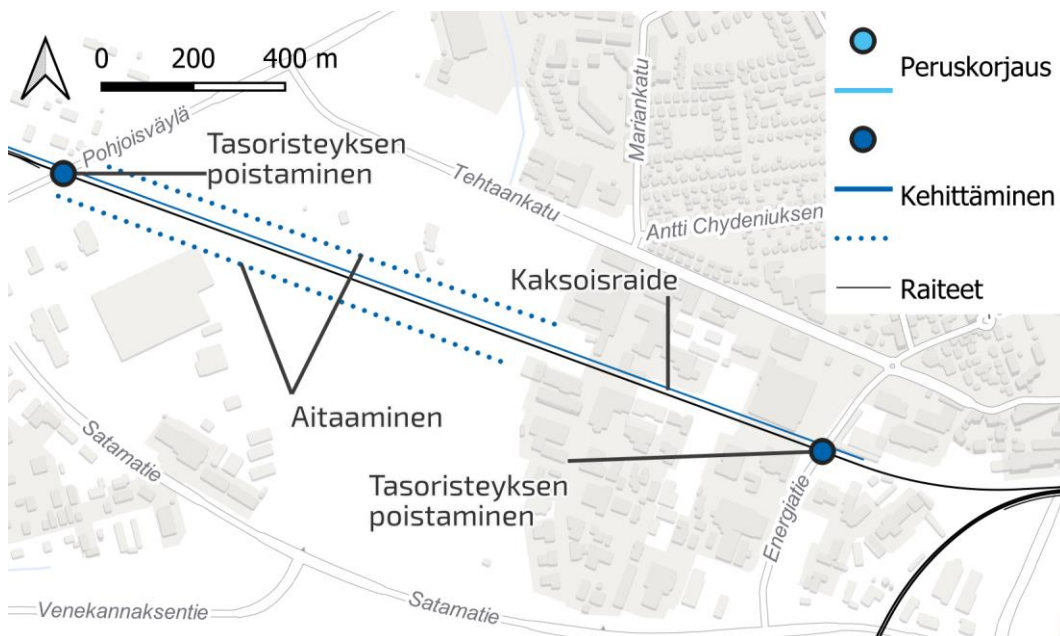 0 200 400 m
Peruskorjaus
Kehittäminen
Raiteet
Pohjoisväylä
Tasoristeyksen
poistaminen
Tehtaankatu
Mariankatu
Antti Chydeniuksen
Kaksoisraide
Aitaaminen
Satamatie
Tasoristeyksen
poistaminen
Energiatie
Venekannaksentie
Satamatie